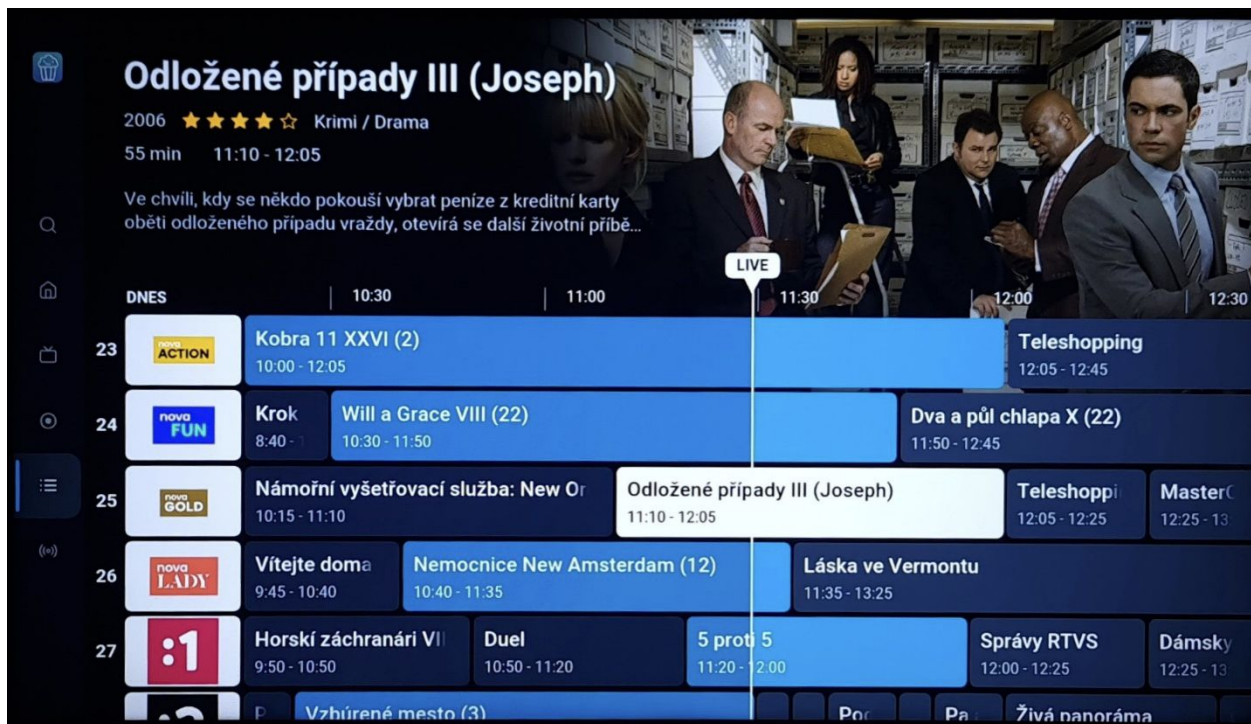 Odložené případy III (Joseph)
2006 Krimi / Drama
55 min 11:10 - 12:05
Ve chvíli, kdy se někdo pokouší vybrat peníze z kreditní karty
oběti odloženého případu vraždy, otevírá se další životní příbě...
LIVE
DNES 10:30 11:00 11:30 12:00 12:30
23 nova ACTION Kobra 11 XXVI (2) Teleshopping
10:00 - 12:05 12:05 - 12:45
24 nova FUN Krok Will a Grace VIII (22) Dva a půl chlapa X (22)
8:40 - 1 10:30 - 11:50 11:50 - 12:45
25 nova GOLD Námořní vyšetřovací služba: New Or Odložené případy III (Joseph) Teleshoppi MasterC
10:15 - 11:10 11:10 - 12:05 12:05 - 12:25 12:25 - 13
26 nova LADY Vítejte doma Nemocnice New Amsterdam (12) Láska ve Vermontu
9:45 - 10:40 10:40 - 11:35 11:35 - 13:25
27 :1 Horskí záchranári VI Duel 5 proti 5 Správy RTVS Dámsky
9:50 - 10:50 10:50 - 11:20 11:20 - 12:00 12:00 - 12:25 12:25 - 13
:2 P Vzbúrené mesto (3) Po Pa Živá panoráma